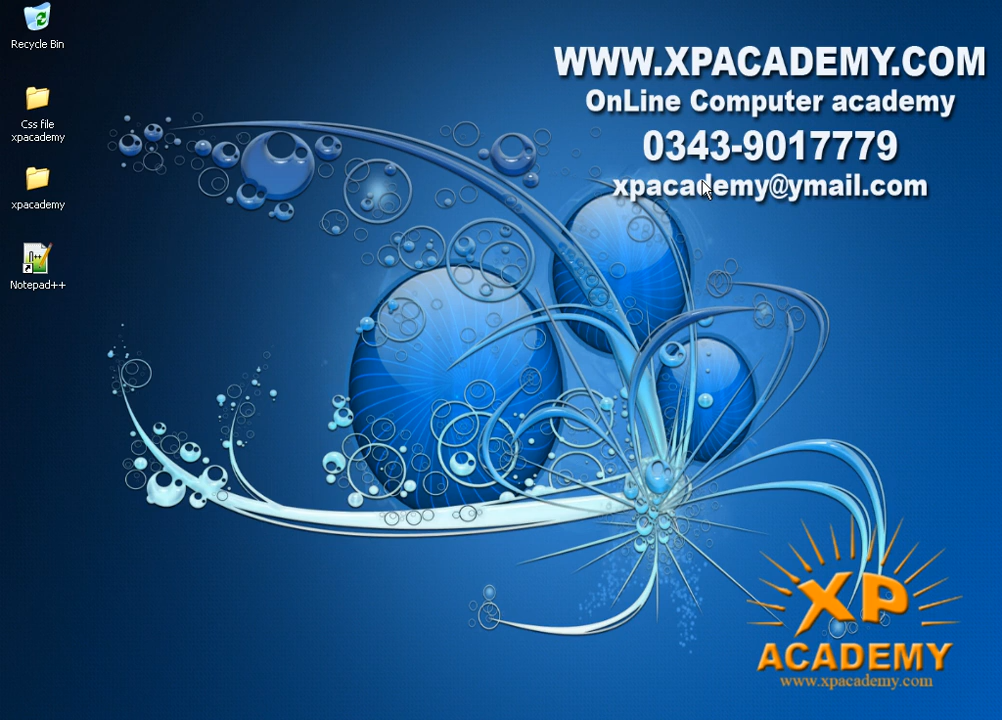 Recycle Bin
Css file
xpacademy
xpacademy
Notepad++
WWW.XPACADEMY.COM
OnLine Computer academy
0343-9017779
xpacademy@ymail.com
XP
ACADEMY
www.xpacademy.com